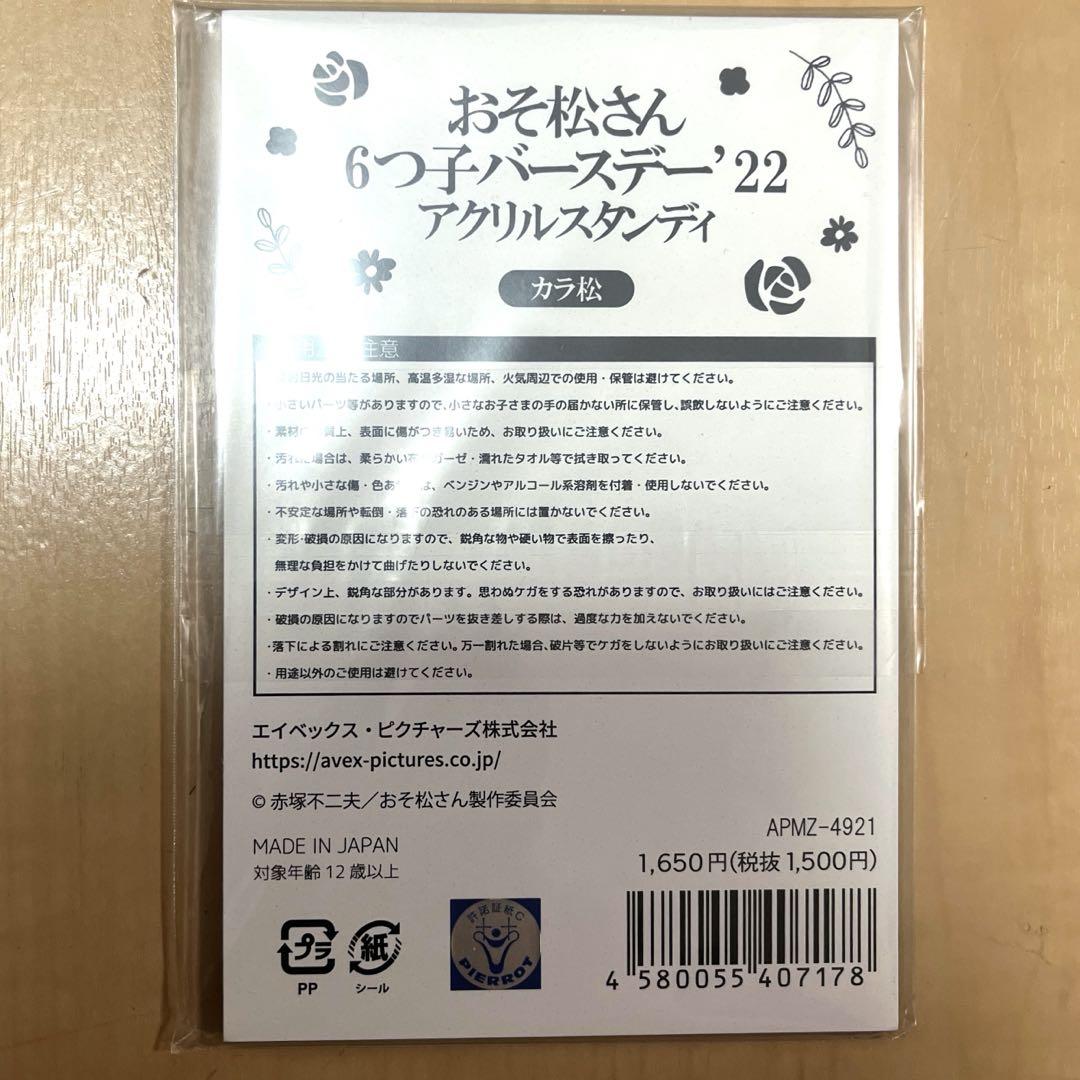 おそ松さん
6つ子バースデー’22
アクリルスタンディ
カラ松
注意
日光の当たる場所、高温多湿な場所、火気周辺での使用・保管は避けてください。
・小さいパーツ等がありますので、小さなお子さまの手の届かない所に保管し、誤飲しないようにご注意ください。
・素材の 質上、表面に傷がつき易いため、お取り扱いにご注意ください。
・汚れた場合は、柔らかい布 ガーゼ・濡れたタオル等で拭き取ってください。
・汚れや小さな傷・色あ は、ベンジンやアルコール系溶剤を付着・使用しないでください。
・不安定な場所や転倒・落下の恐れのある場所には置かないでください。
・変形・破損の原因になりますので、鋭角な物や硬い物で表面を擦ったり、
無理な負担をかけて曲げたりしないでください。
・デザイン上、鋭角な部分があります。思わぬケガをする恐れがありますので、お取り扱いにはご注意ください。
・破損の原因になりますのでパーツを抜き差しする際は、過度な力を加えないでください。
・落下による割れにご注意ください。万一割れた場合、破片等でケガをしないようにお取り扱いにご注意ください。
・用途以外のご使用は避けてください。
エイベックス・ピクチャーズ株式会社
https://avex-pictures.co.jp/
© 赤塚不二夫／おそ松さん製作委員会
APMZ-4921
MADE IN JAPAN
1,650円(税抜1,500円)
対象年齢12歳以上
プラ
PP
紙
シール
許諾証紙C
PIERROT
4 580055 407178